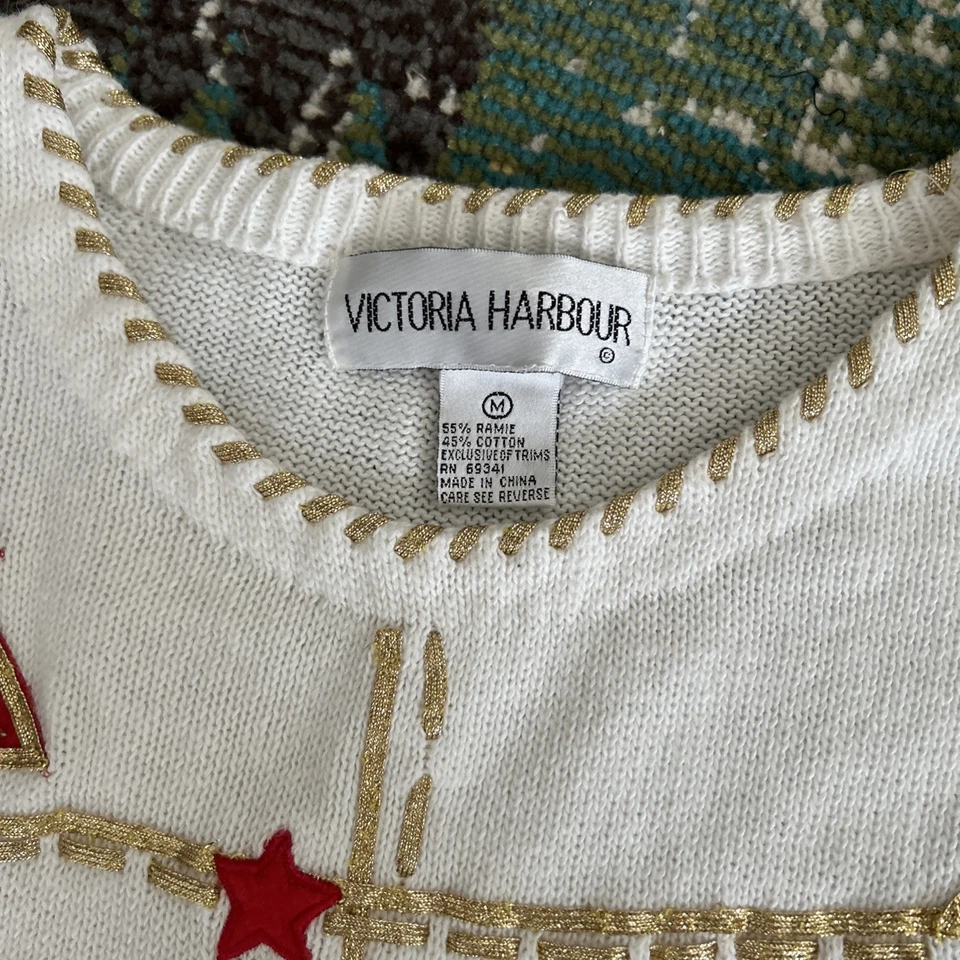 VICTORIA HARBOUR
©
M
55% RAMIE
45% COTTON
EXCLUSIVE OF TRIMS
RN 69341
MADE IN CHINA
CARE SEE REVERSE